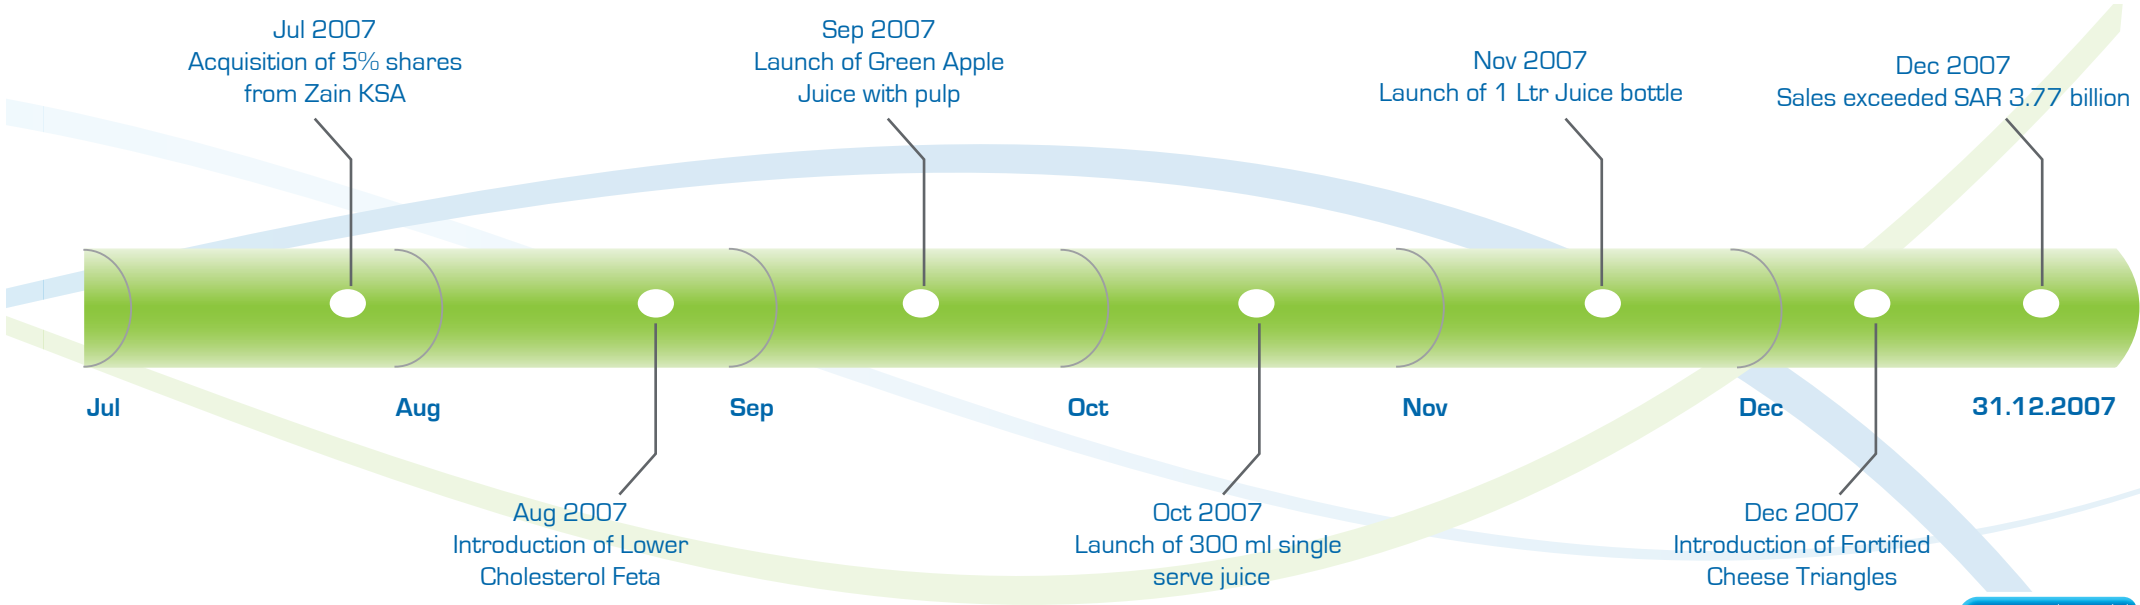 Jul 2007
Acquisition of 5% shares
from Zain KSA
Sep 2007
Launch of Green Apple
Juice with pulp
Nov 2007
Launch of 1 Ltr Juice bottle
Dec 2007
Sales exceeded SAR 3.77 billion
Jul
Aug
Sep
Oct
Nov
Dec
31.12.2007
Aug 2007
Introduction of Lower
Cholesterol Feta
Oct 2007
Launch of 300 ml single
serve juice
Dec 2007
Introduction of Fortified
Cheese Triangles